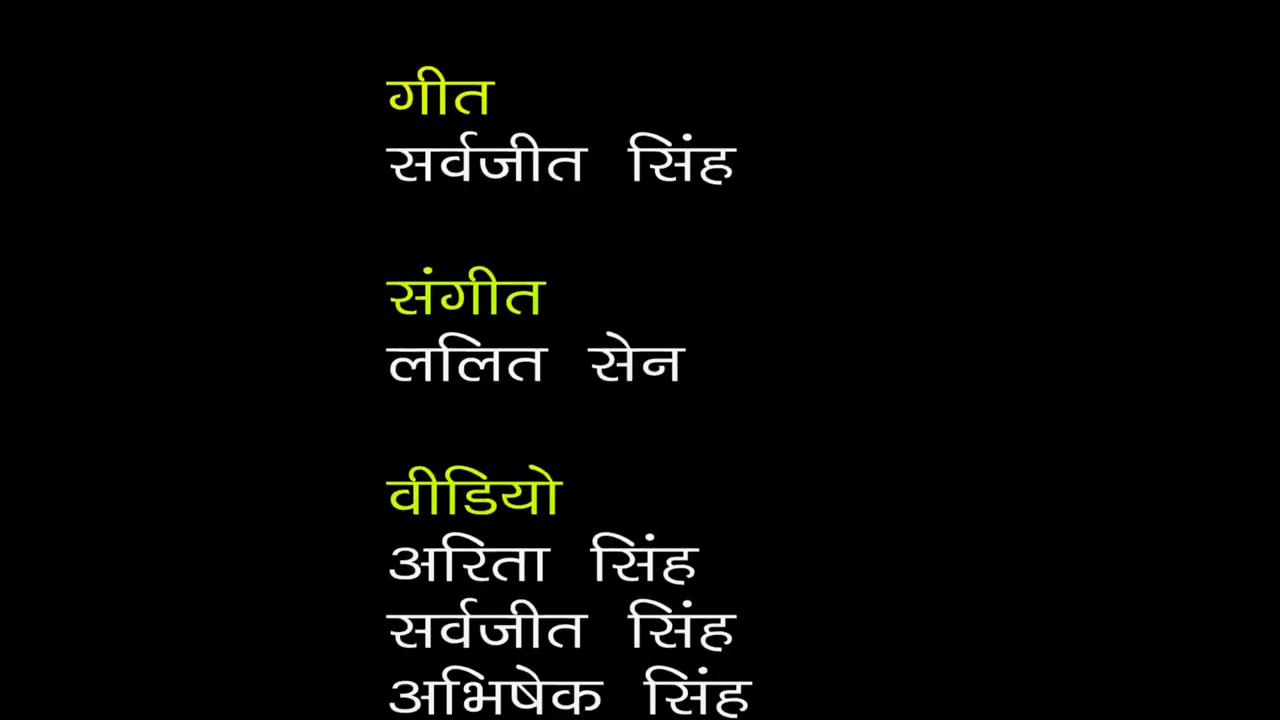 गीत
सर्वजीत सिंह
संगीत
ललित सेन
वीडियो
अरिता सिंह
सर्वजीत सिंह
अभिषेक सिंह